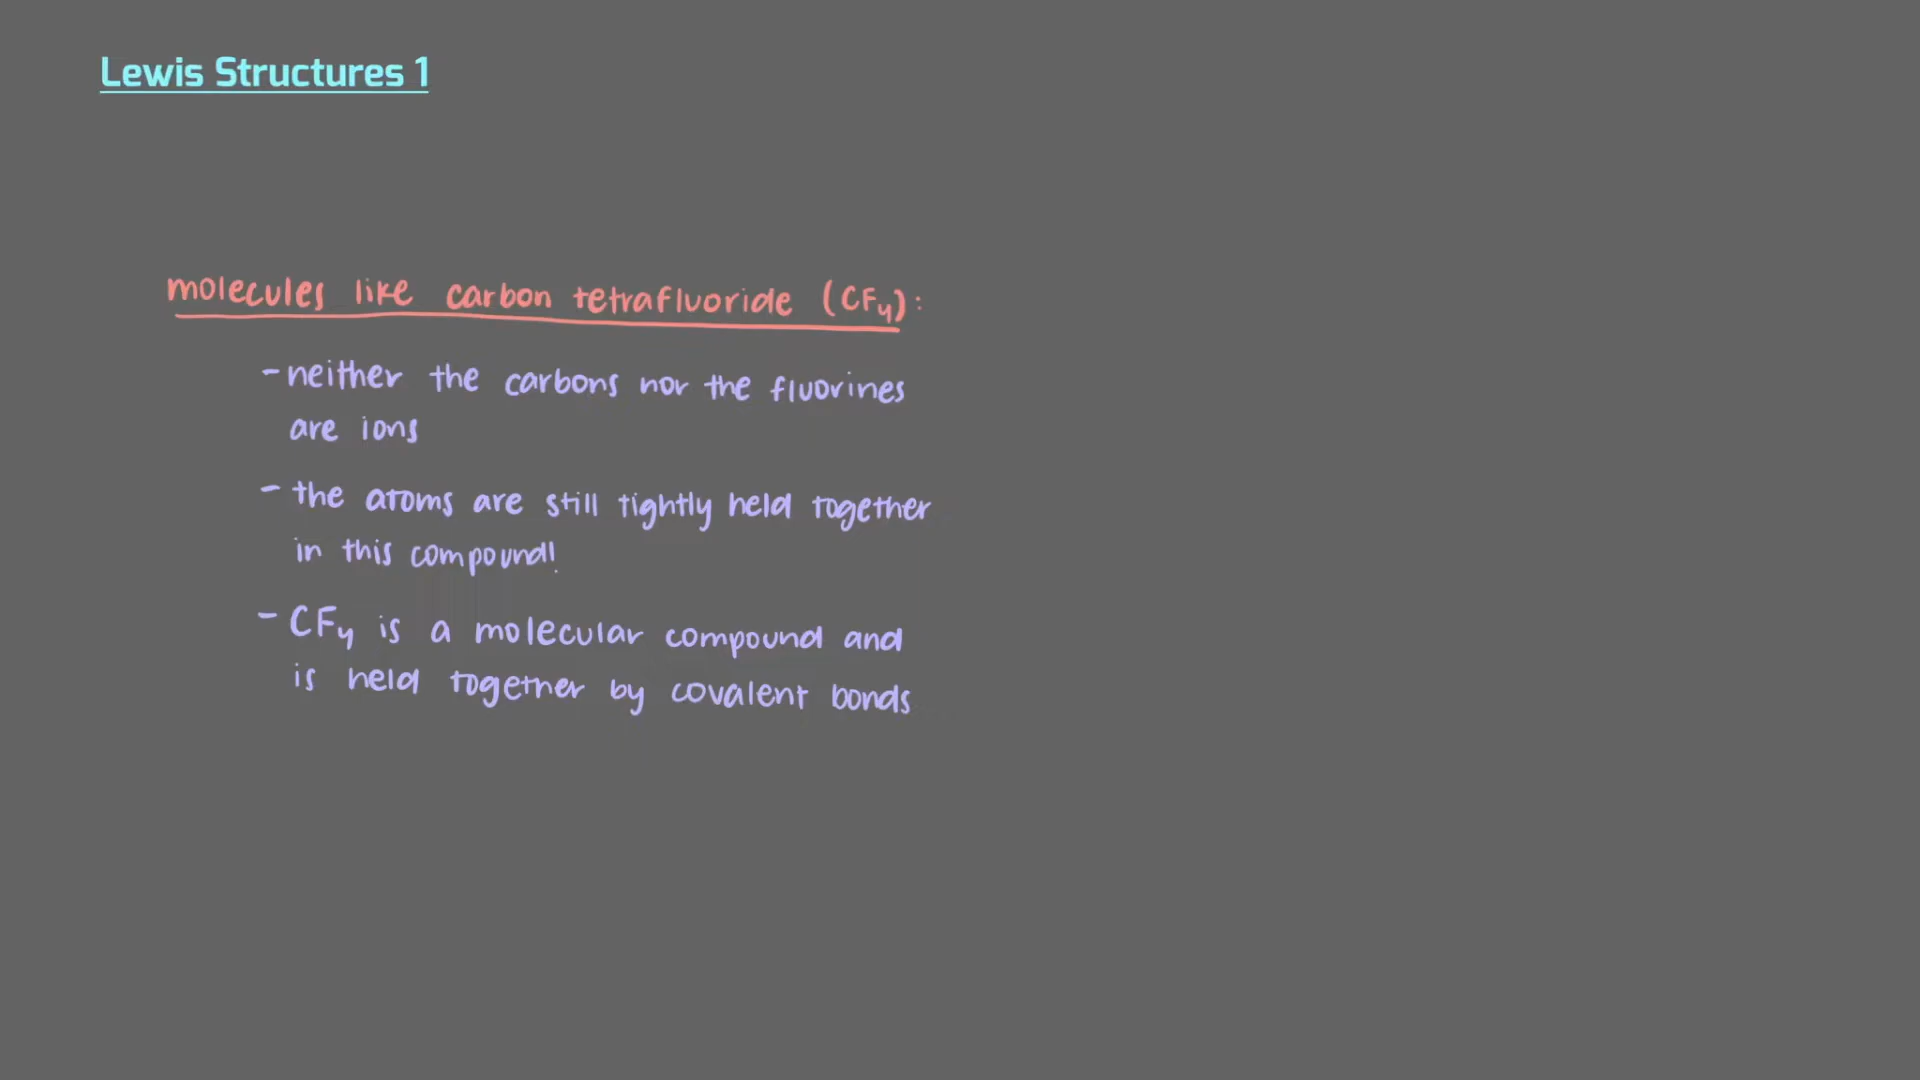 Lewis Structures 1
molecules like carbon tetrafluoride (CF₄):
- neither the carbons nor the fluorines
are ions
- the atoms are still tightly held together
in this compound!
- CF₄ is a molecular compound and
is held together by covalent bonds